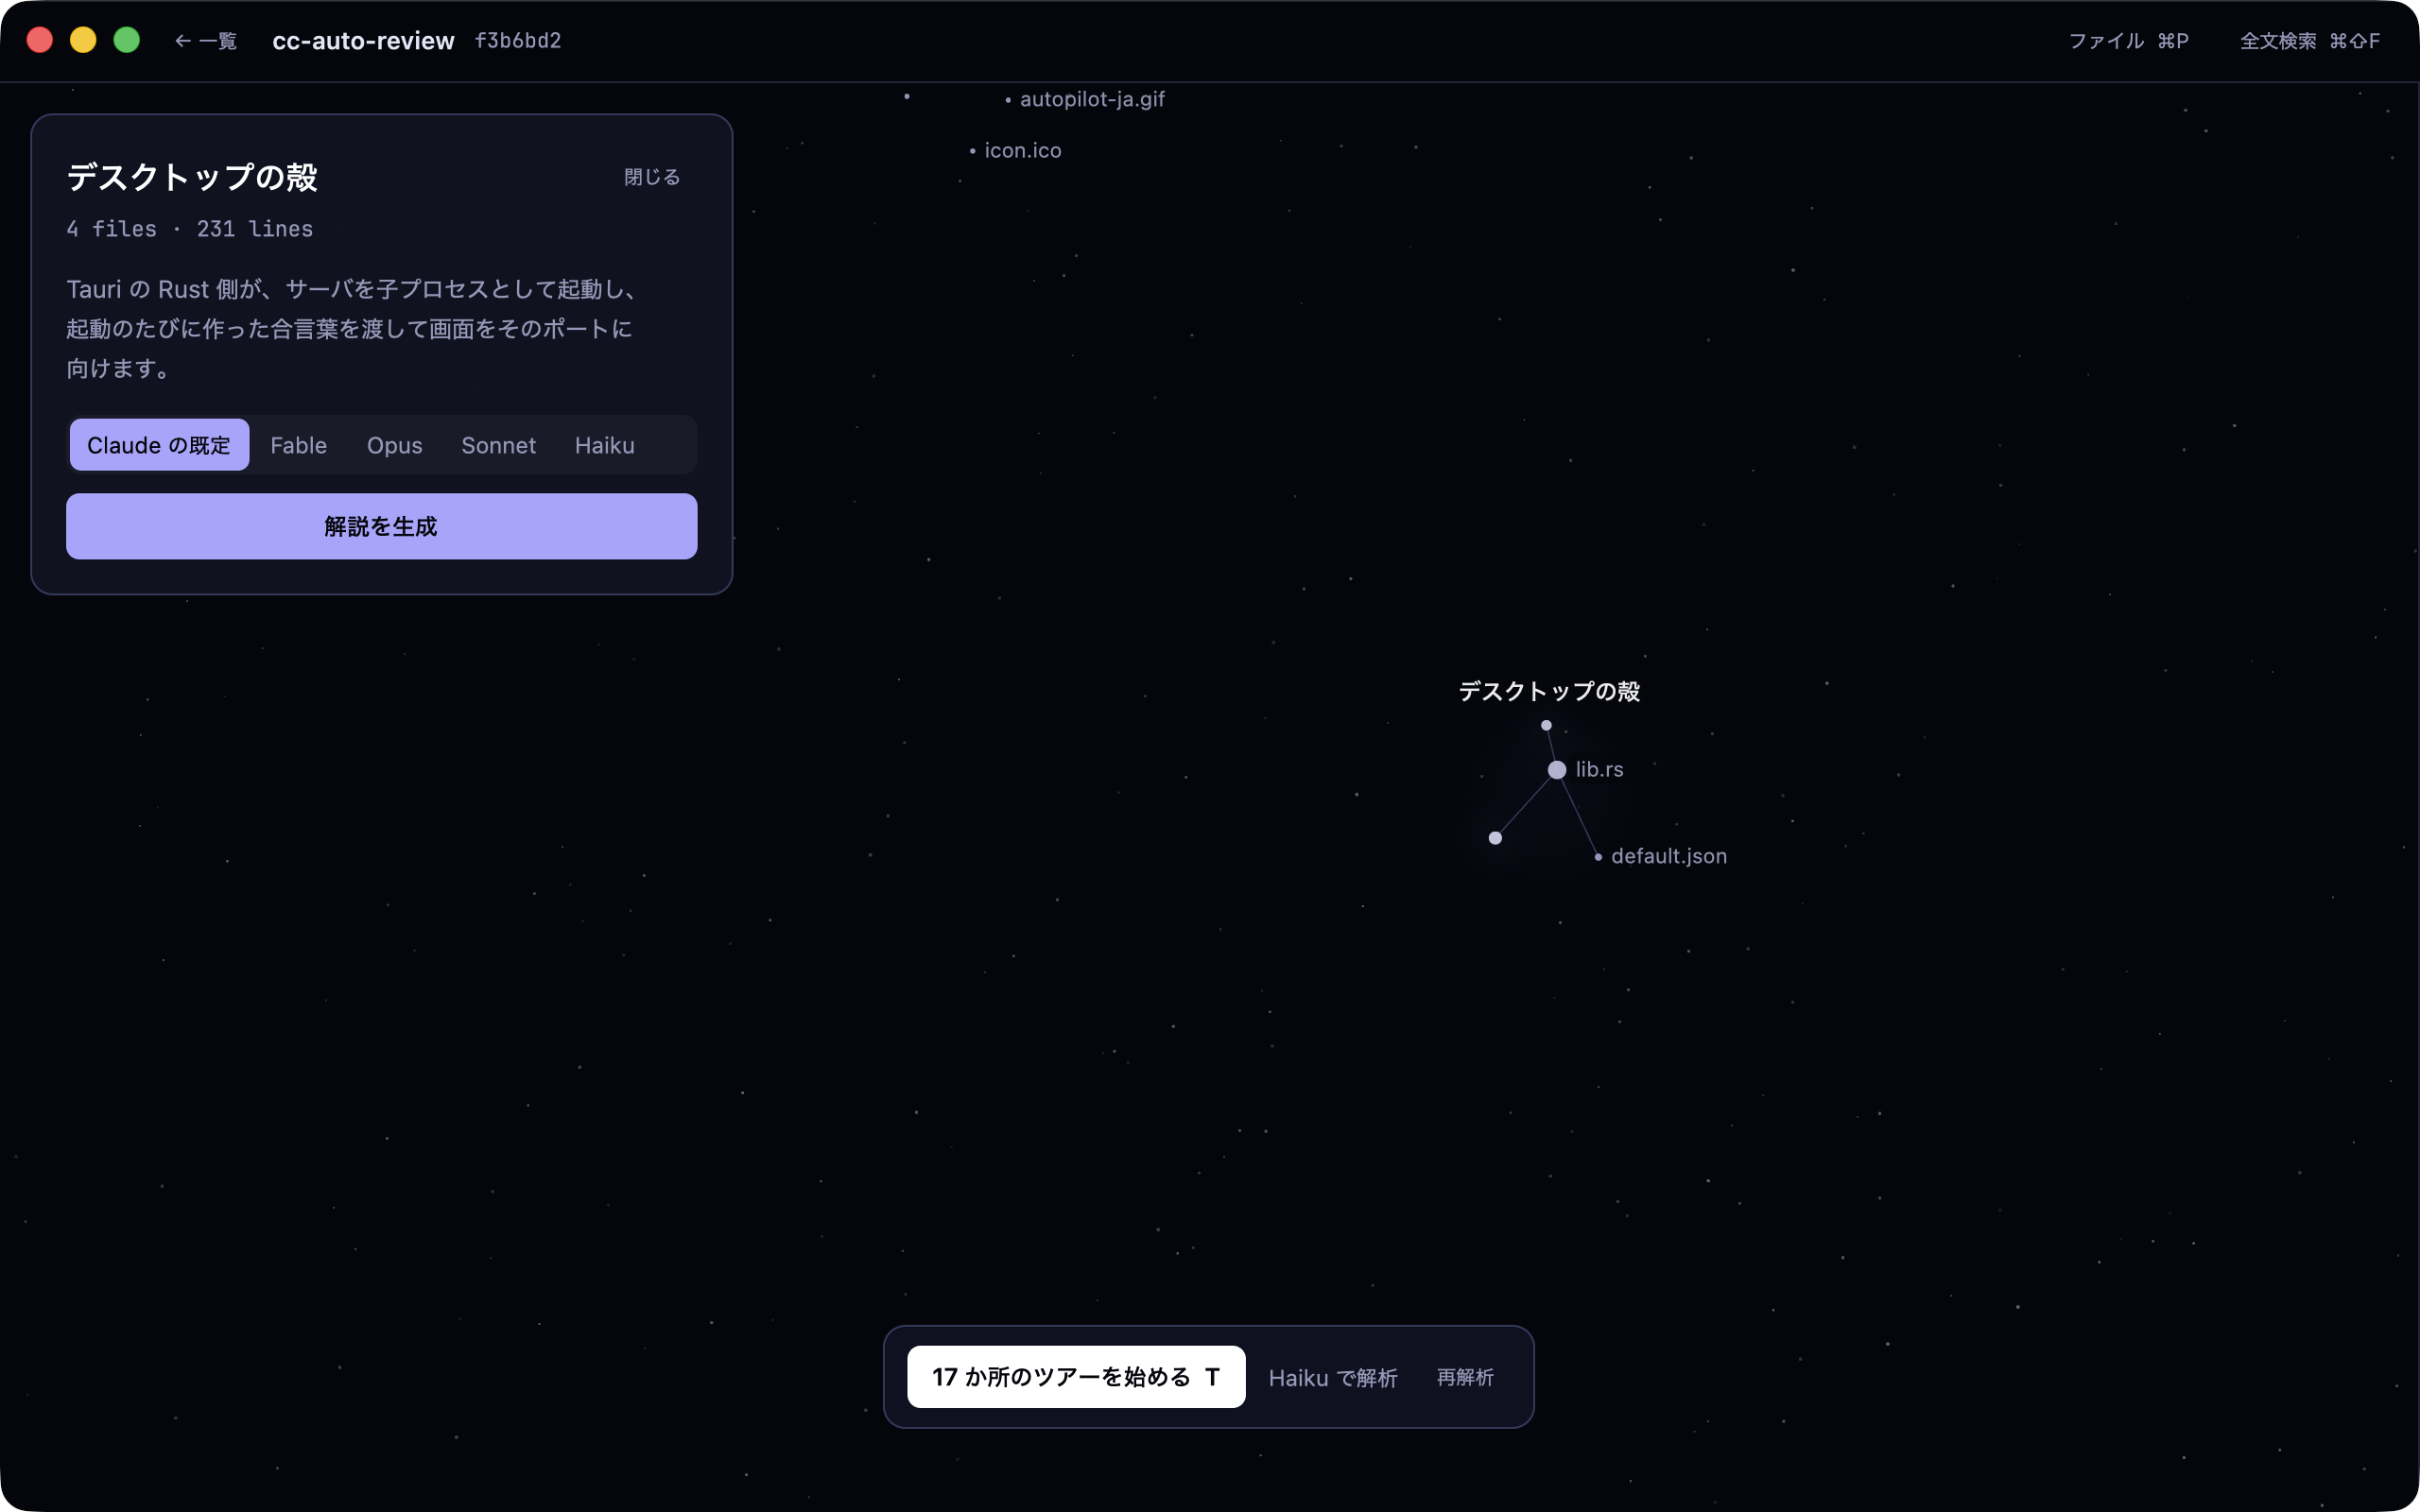 ← 一覧 cc-auto-review f3b6bd2 ファイル ⌘P 全文検索 ⌘⇧F
autopilot-ja.gif
icon.ico
デスクトップの殻 閉じる
4 files · 231 lines
Tauri の Rust 側が、サーバを子プロセスとして起動し、
起動のたびに作った合言葉を渡して画面をそのポートに
向けます。
Claude の既定 Fable Opus Sonnet Haiku
解説を生成
デスクトップの殻
lib.rs
default.json
17 か所のツアーを始める T Haiku で解析 再解析